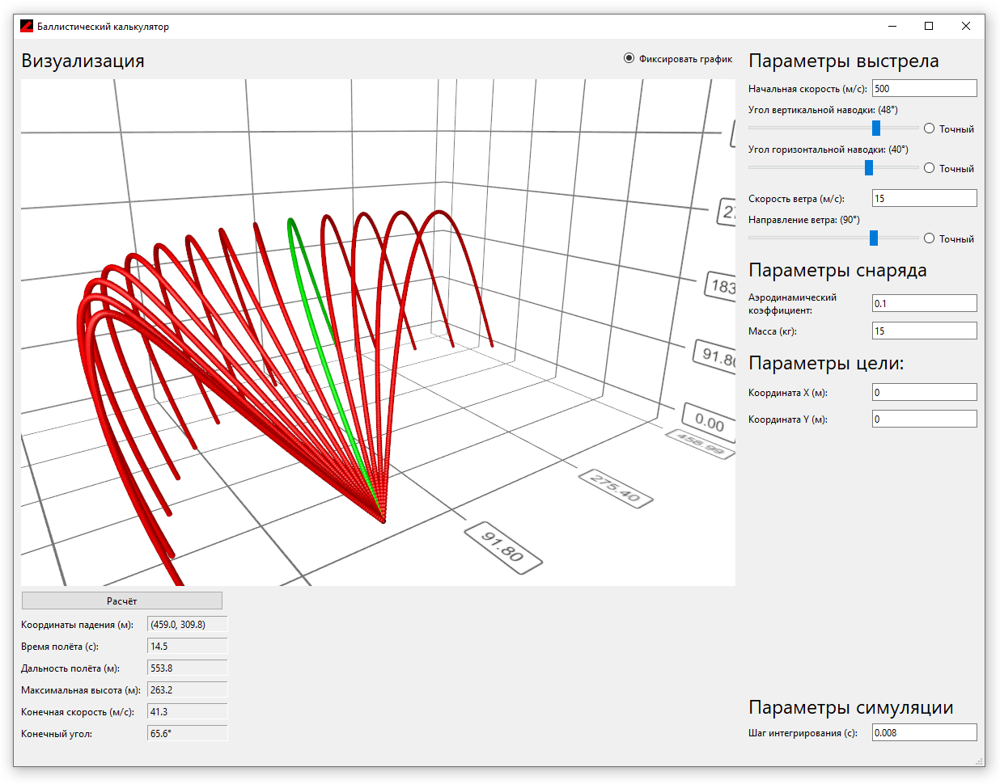 Баллистический калькулятор
Визуализация
Фиксировать график
27
183
91.80
0.00
458.99
275.40
91.80
Расчёт
Координаты падения (м): (459.0, 309.8)
Время полёта (с): 14.5
Дальность полёта (м): 553.8
Максимальная высота (м): 263.2
Конечная скорость (м/с): 41.3
Конечный угол: 65.6°
Параметры выстрела
Начальная скорость (м/с): 500
Угол вертикальной наводки: (48°)
Точный
Угол горизонтальной наводки: (40°)
Точный
Скорость ветра (м/с): 15
Направление ветра: (90°)
Точный
Параметры снаряда
Аэродинамический
коэффициент: 0.1
Масса (кг): 15
Параметры цели:
Координата X (м): 0
Координата Y (м): 0
Параметры симуляции
Шаг интегрирования (с): 0.008